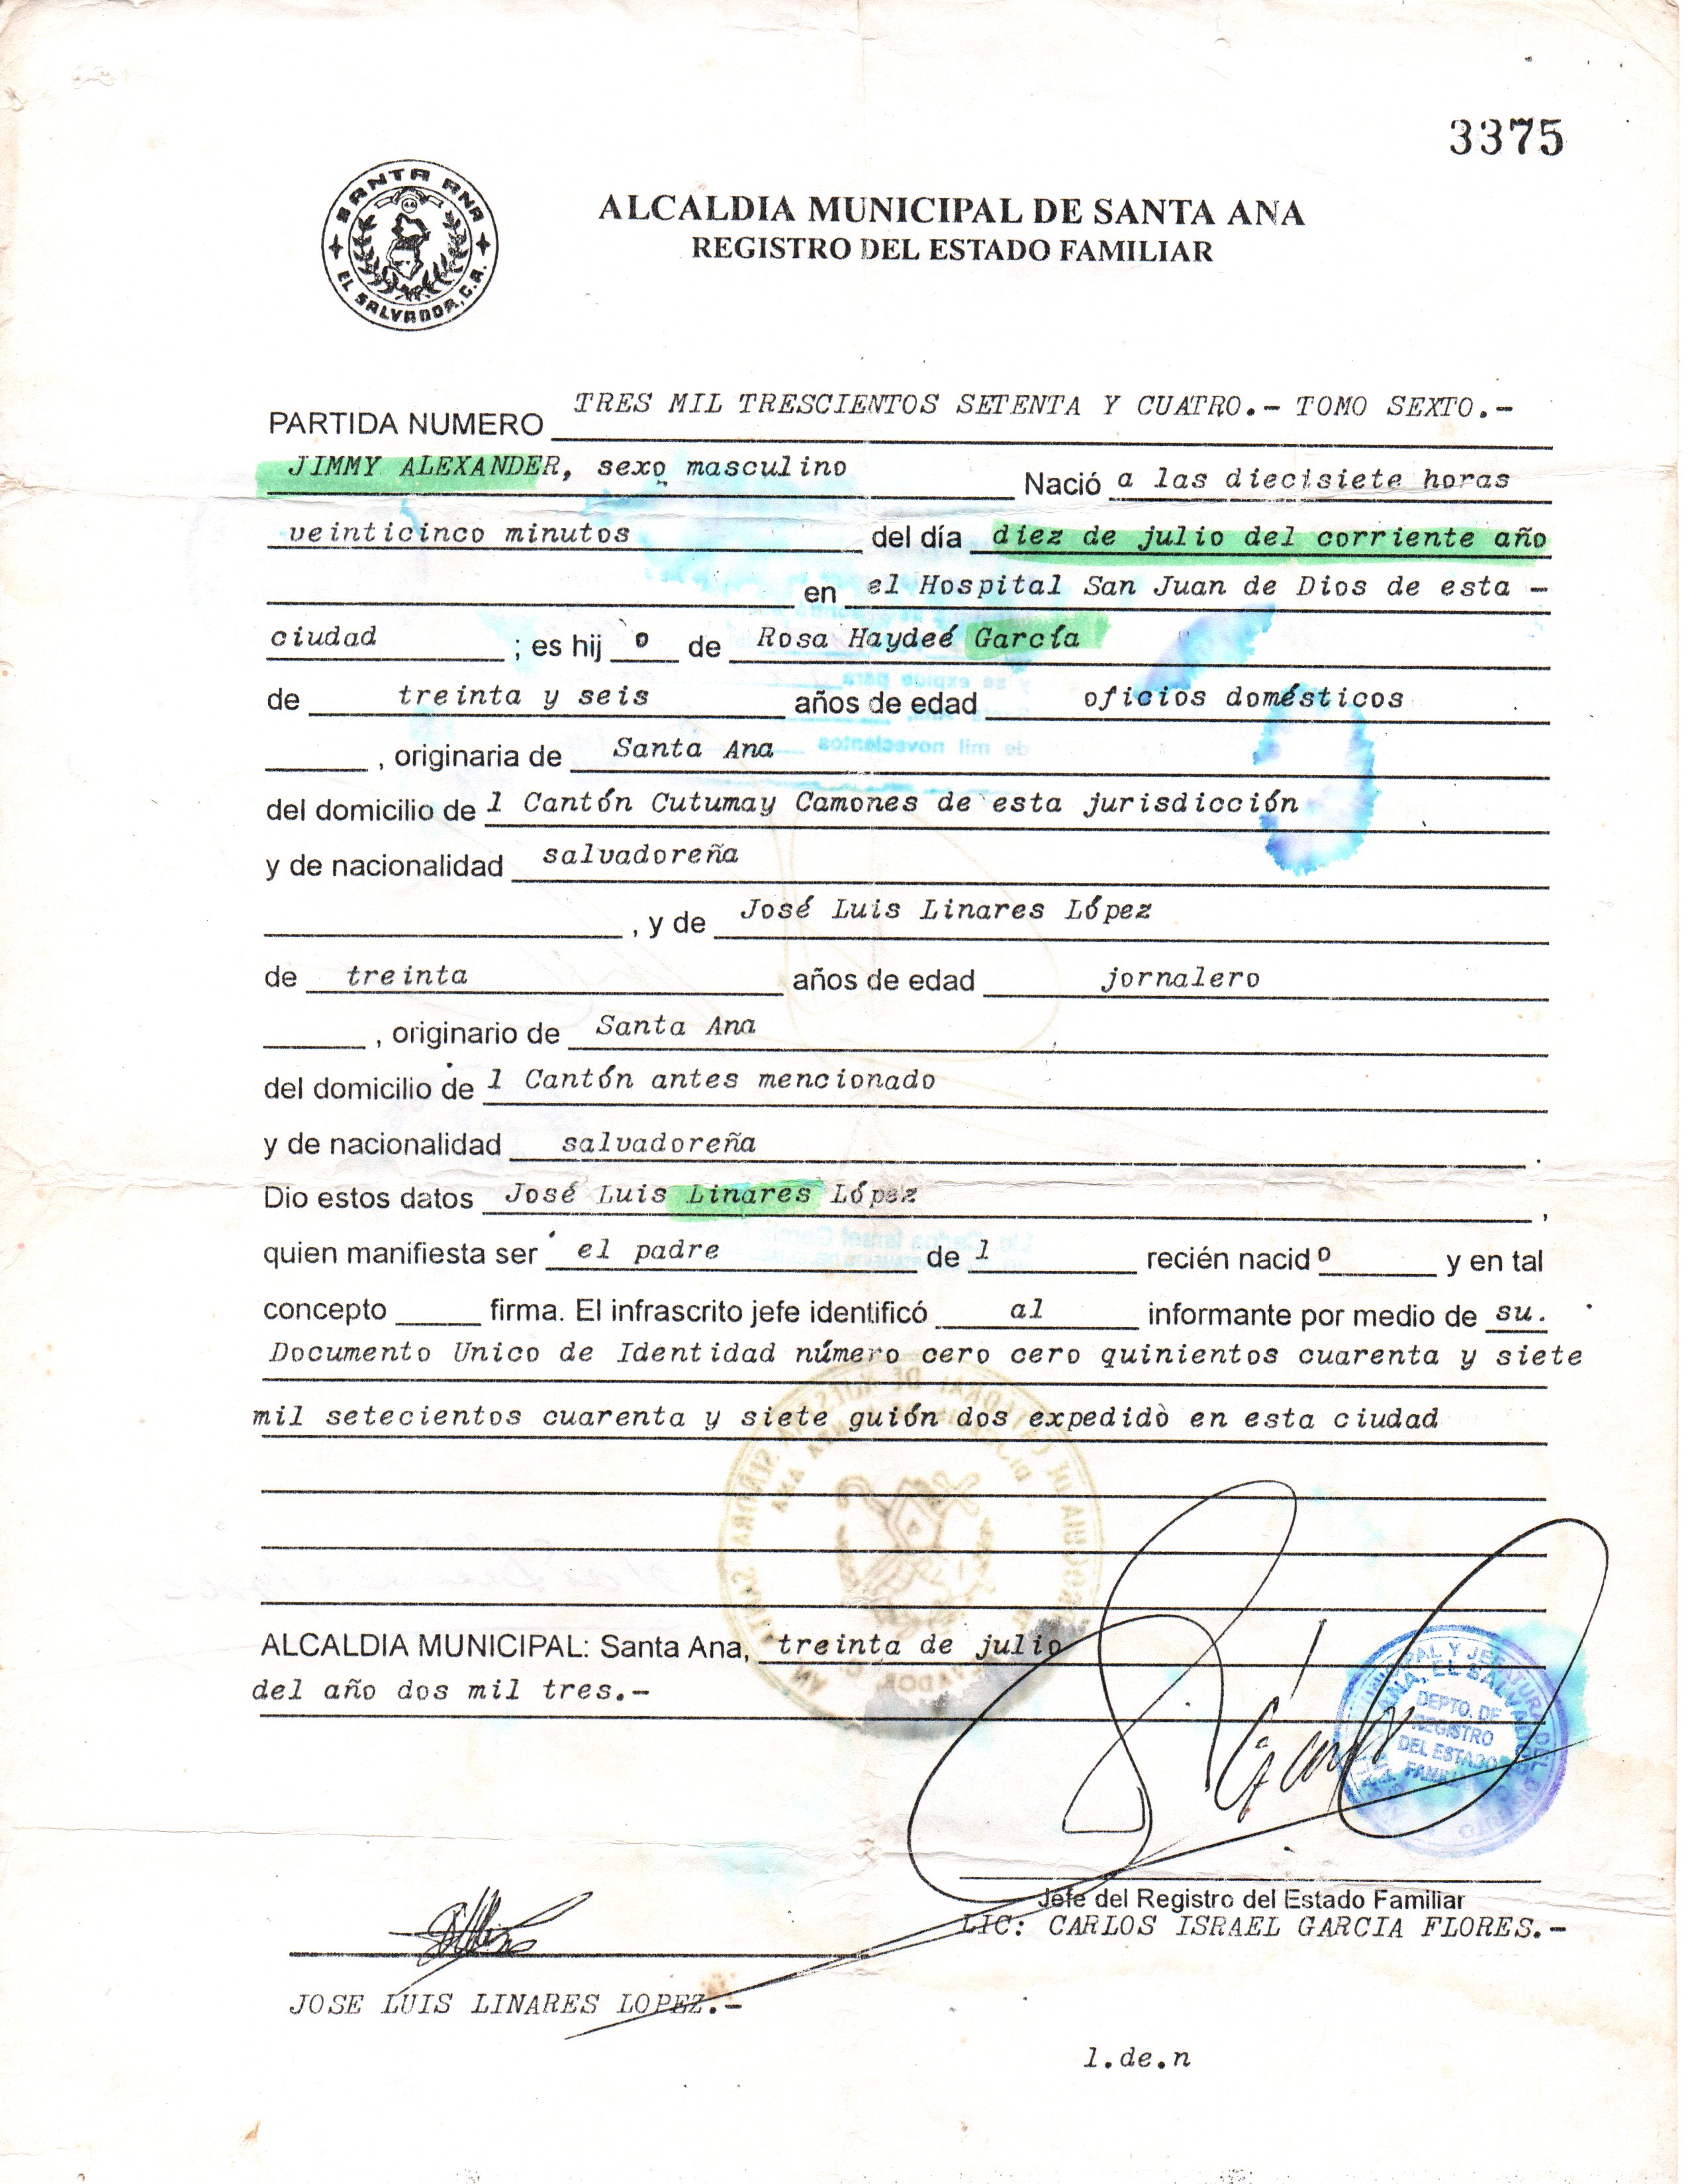 3375
SANTA ANA
EL SALVADOR, C.A.
ALCALDIA MUNICIPAL DE SANTA ANA
REGISTRO DEL ESTADO FAMILIAR
PARTIDA NUMERO TRES MIL TRESCIENTOS SETENTA Y CUATRO.- TOMO SEXTO.-
JIMMY ALEXANDER, sexo masculino Nació a las diecisiete horas
veinticinco minutos del día diez de julio del corriente año
en el Hospital San Juan de Dios de esta -
ciudad ; es hij o de Rosa Haydeé García
de treinta y seis años de edad oficios domésticos
, originaria de Santa Ana
del domicilio de l Cantón Cutumay Camones de esta jurisdicción
y de nacionalidad salvadoreña
, y de José Luis Linares López
de treinta años de edad jornalero
, originario de Santa Ana
del domicilio de l Cantón antes mencionado
y de nacionalidad salvadoreña .
Dio estos datos José Luis Linares López ,
quien manifiesta ser el padre de l recién nacid o y en tal
concepto firma. El infrascrito jefe identificó al informante por medio de su.
Documento Unico de Identidad número cero cero quinientos cuarenta y siete
mil setecientos cuarenta y siete guión dos expedido en esta ciudad
ALCALDIA MUNICIPAL: Santa Ana, treinta de julio
del año dos mil tres.-
DEPTO. DE
REGISTRO
DEL ESTADO
FAMILIAR
Jefe del Registro del Estado Familiar
LIC: CARLOS ISRAEL GARCIA FLORES.-
JOSE LUIS LINARES LOPEZ.-
l.de.n